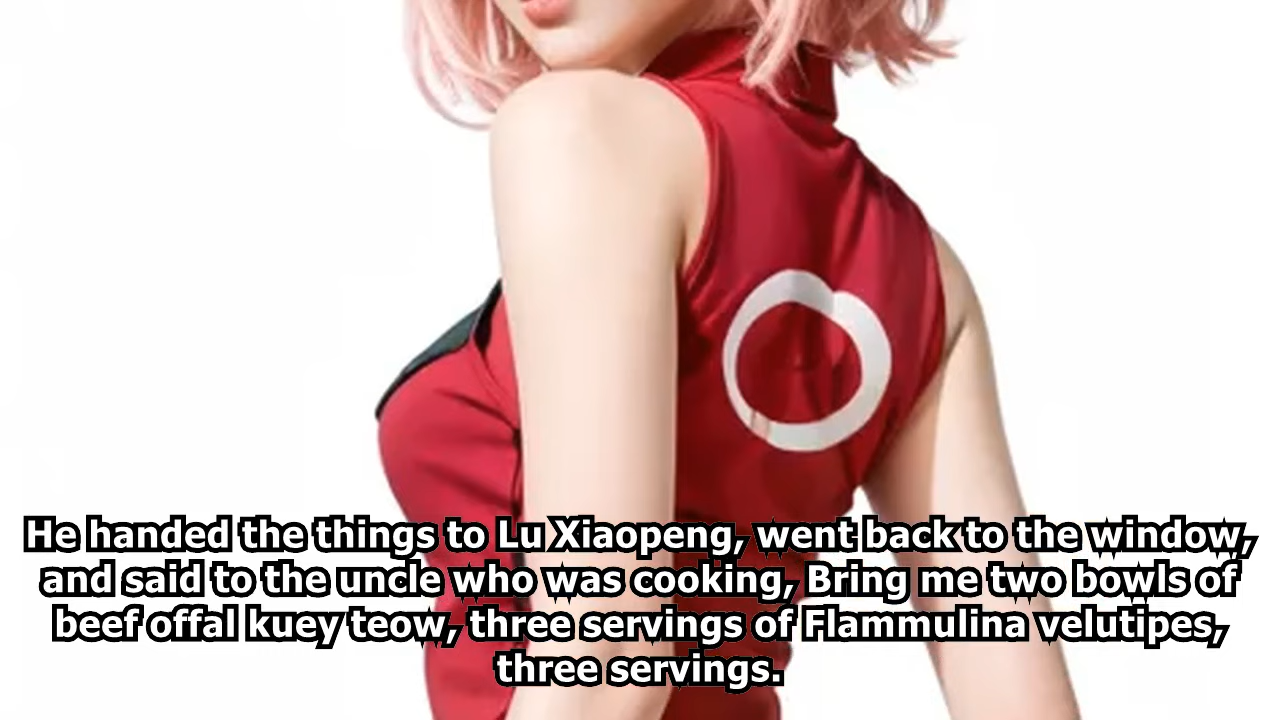 He handed the things to Lu Xiaopeng, went back to the window,
and said to the uncle who was cooking, Bring me two bowls of
beef offal kuey teow, three servings of Flammulina velutipes,
three servings.